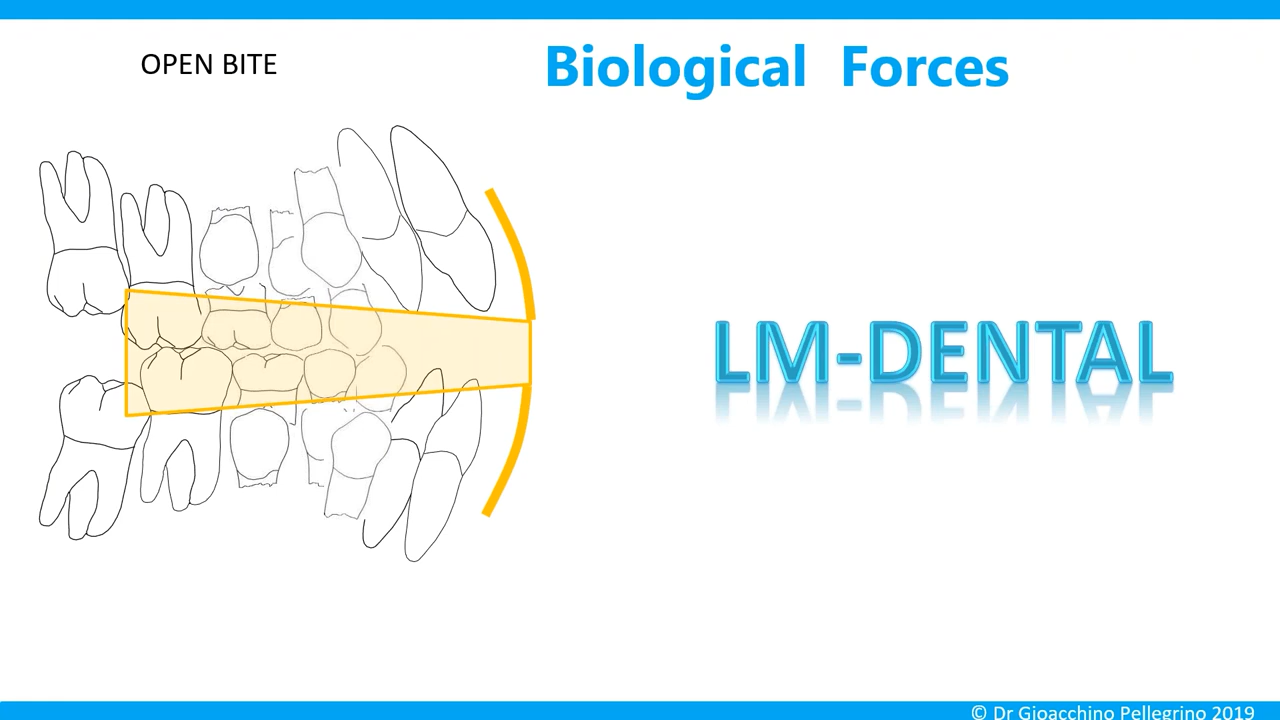 OPEN BITE
Biological Forces
LM-DENTAL
© Dr Gioacchino Pellegrino 2019